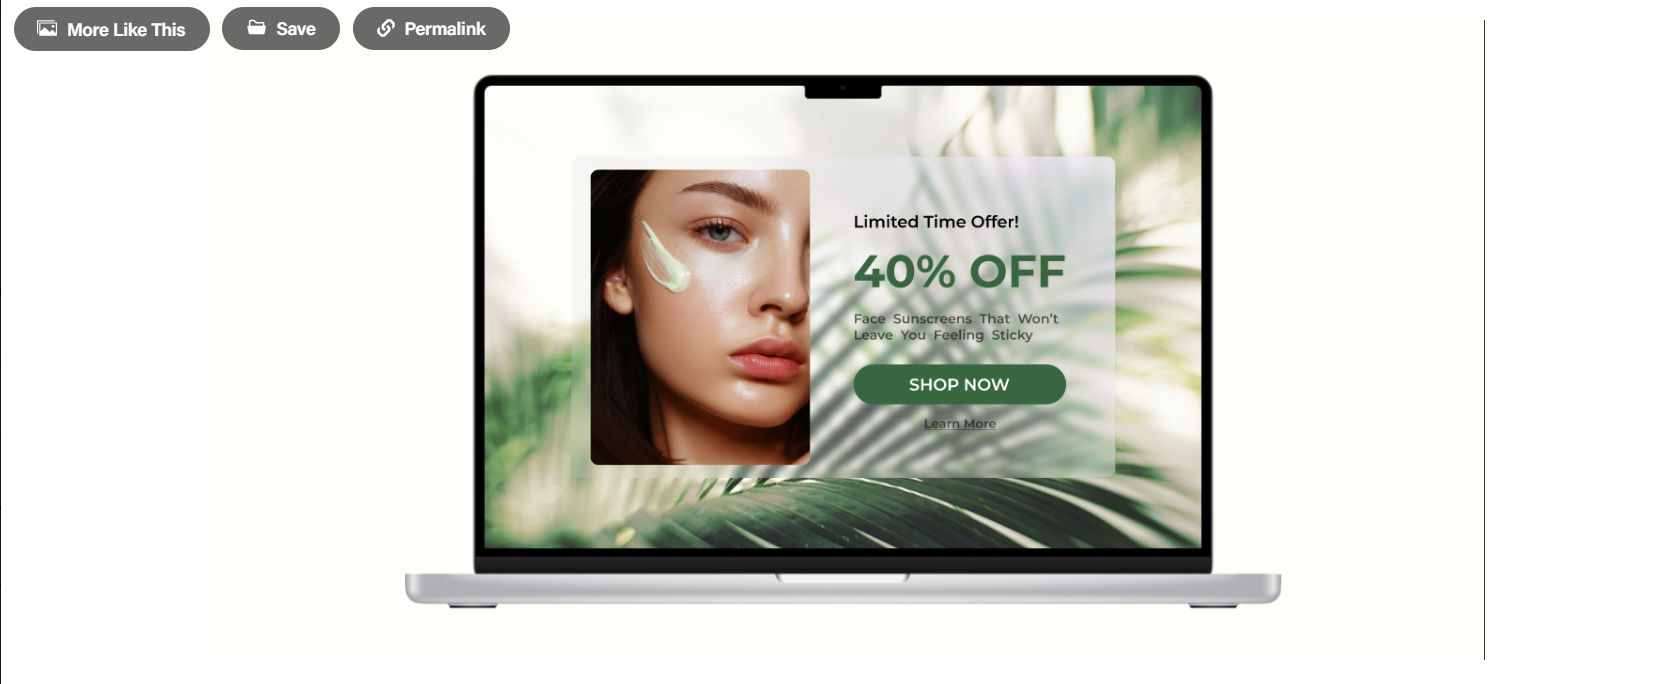 More Like This
Save
Permalink
Limited Time Offer!
40% OFF
Face Sunscreens That Won't
Leave You Feeling Sticky
SHOP NOW
Learn More